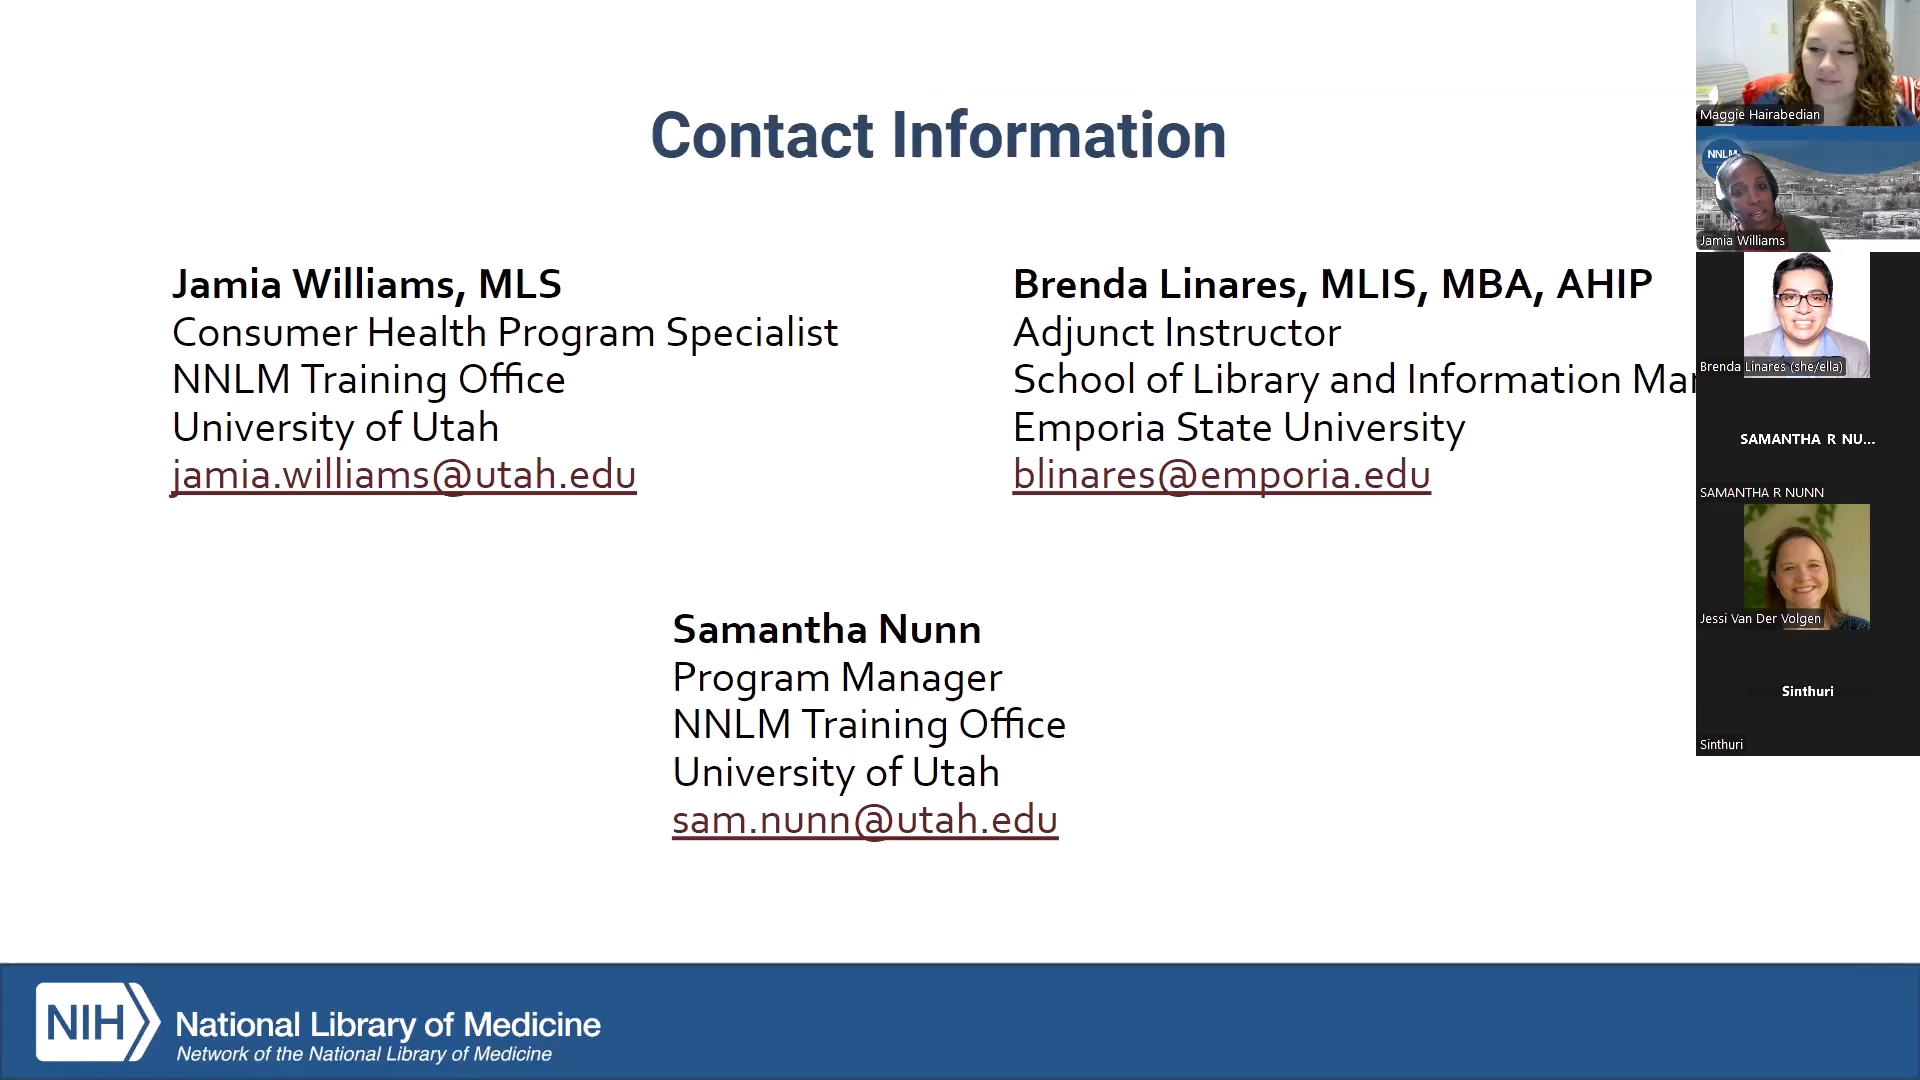 Contact Information
Jamia Williams, MLS
Consumer Health Program Specialist
NNLM Training Office
University of Utah
jamia.williams@utah.edu
Brenda Linares, MLIS, MBA, AHIP
Adjunct Instructor
School of Library and Information Mar
Emporia State University
blinares@emporia.edu
Samantha Nunn
Program Manager
NNLM Training Office
University of Utah
sam.nunn@utah.edu
NIH
National Library of Medicine
Network of the National Library of Medicine
Maggie Hairabedian
NNLM
Jamia Williams
Brenda Linares (she/ella)
SAMANTHA R NU...
SAMANTHA R NUNN
Jessi Van Der Volgen
Sinthuri
Sinthuri